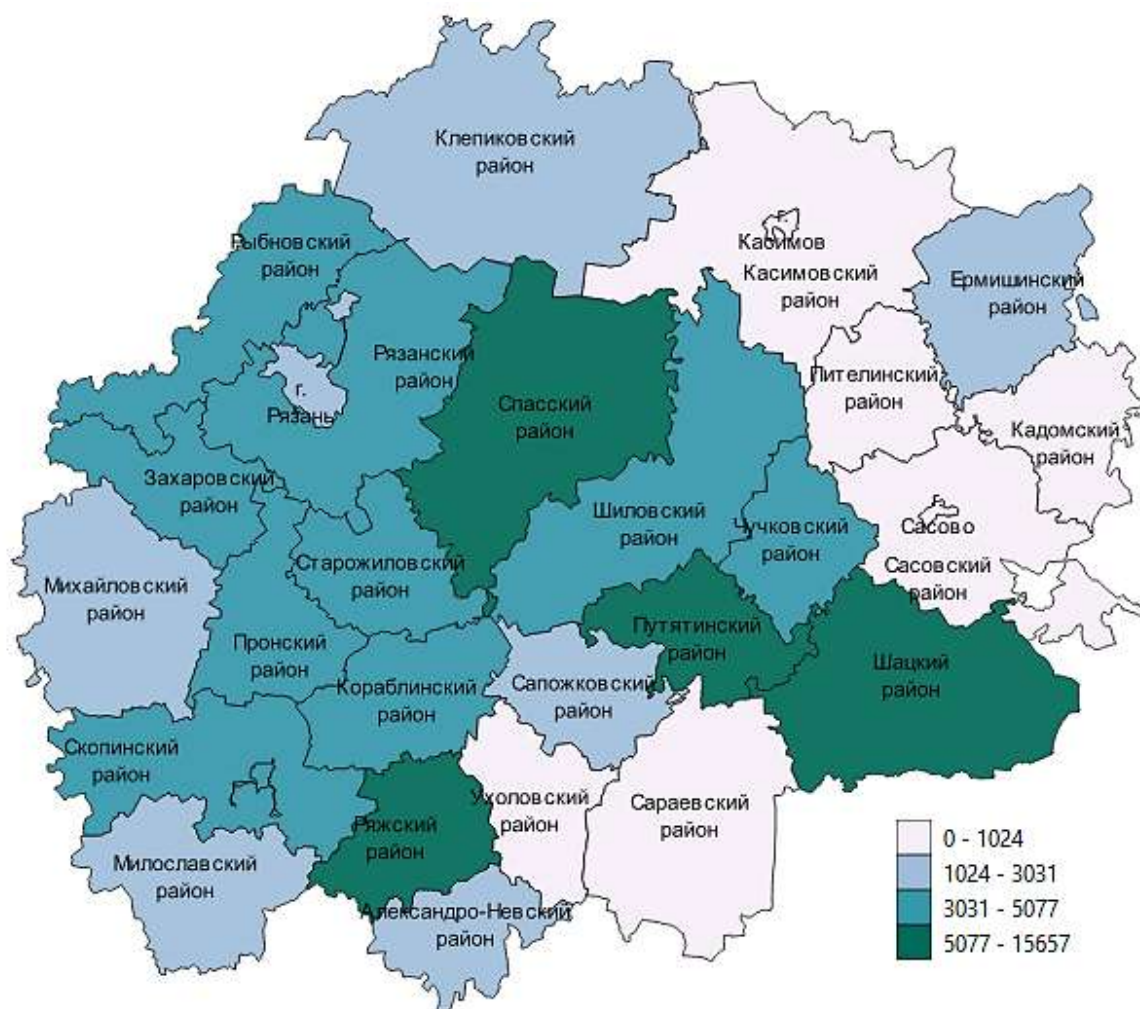 Клепиковский
район
Рыбновский
район
г.
Касимов
Касимовский
район
Ермишинский
район
Рязанский
район
г.
Рязань
Спасский
район
Пителинский
район
Кадомский
район
Захаровский
район
Шиловский
район
Чучковский
район
г.
Сасово
Сасовский
район
Михайловский
район
Старожиловский
район
Пронский
район
Путятинский
район
Шацкий
район
Кораблинский
район
Сапожковский
район
Скопинский
район
Ухоловский
район
Сараевский
район
Ряжский
район
Милославский
район
Александро-Невский
район
0 - 1024
1024 - 3031
3031 - 5077
5077 - 15657